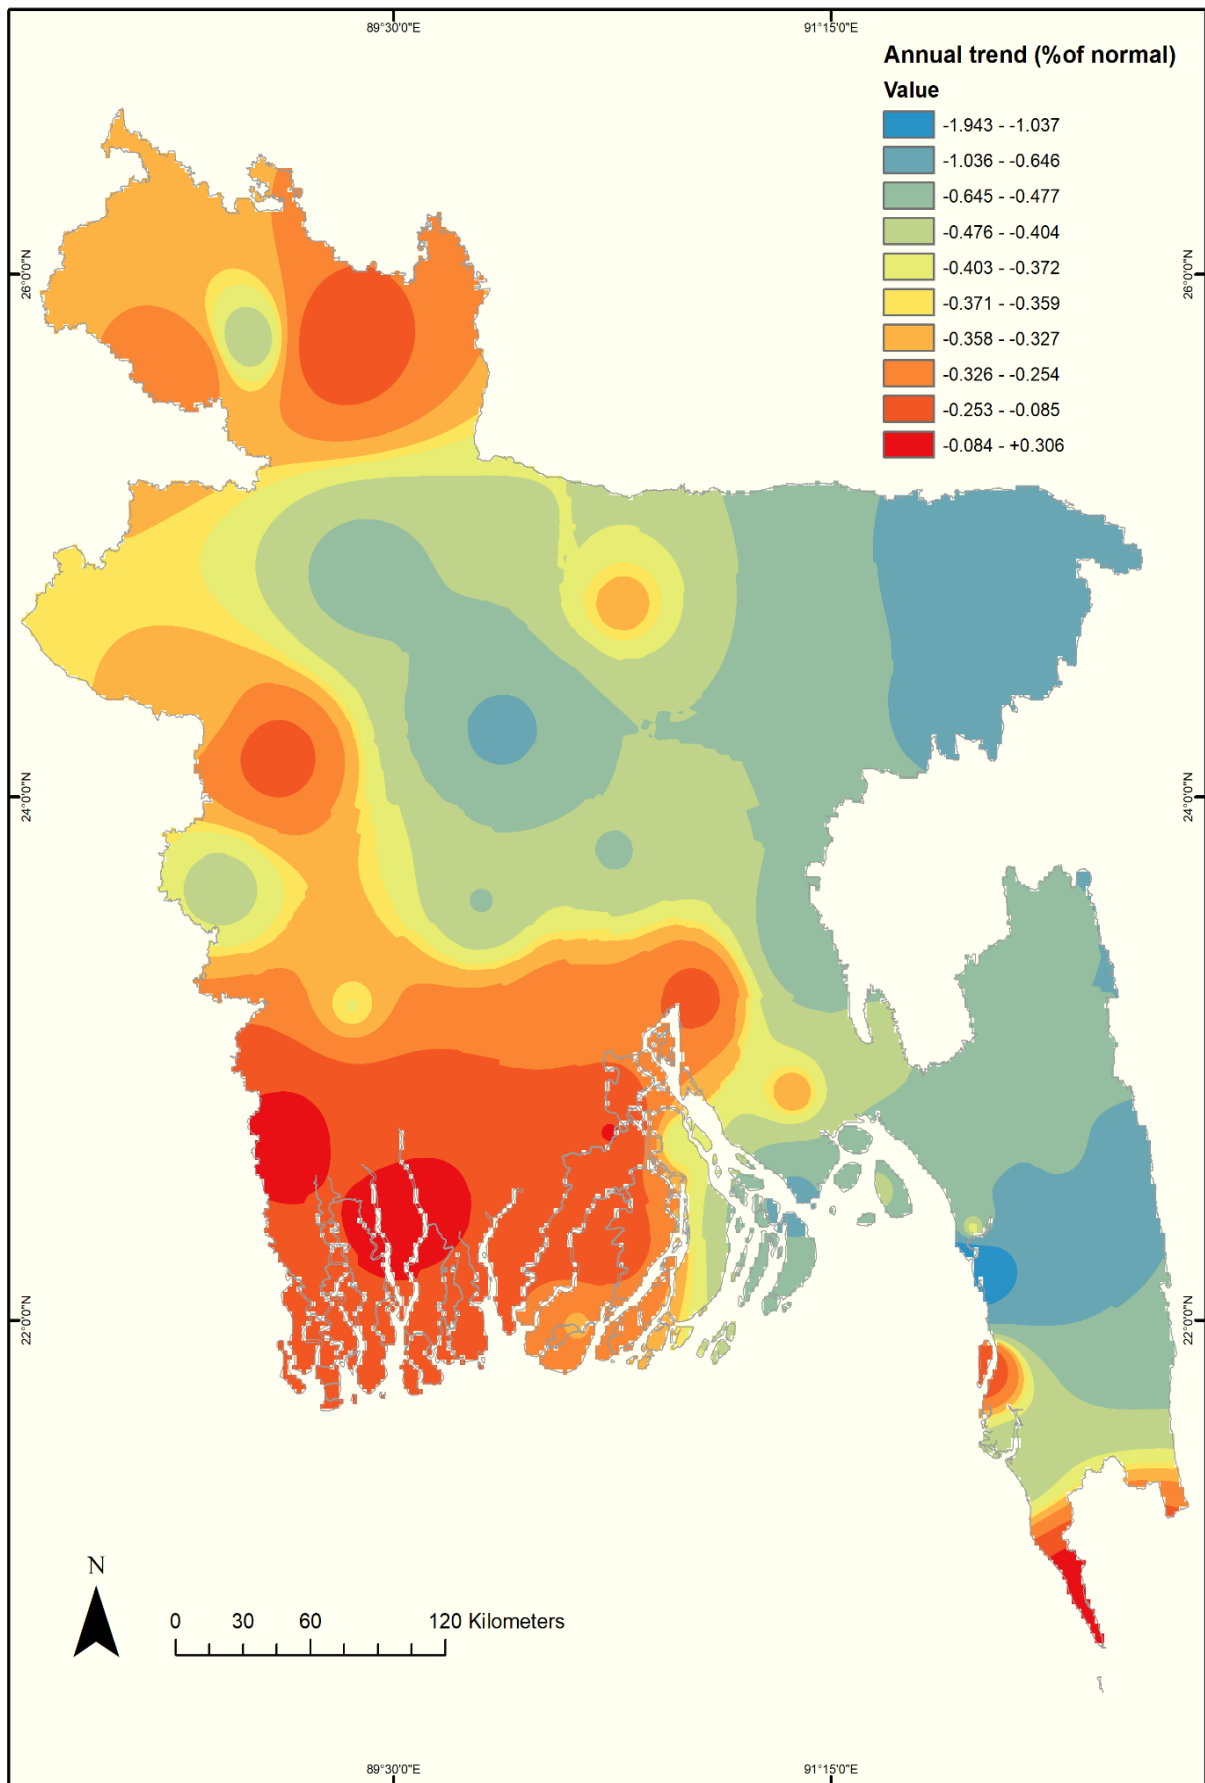 89°30'0"E 91°15'0"E
Annual trend (%of normal)
Value
-1.943 - -1.037
-1.036 - -0.646
-0.645 - -0.477
-0.476 - -0.404
-0.403 - -0.372
-0.371 - -0.359
-0.358 - -0.327
-0.326 - -0.254
-0.253 - -0.085
-0.084 - +0.306
26°0'0"N 26°0'0"N
24°0'0"N 24°0'0"N
22°0'0"N 22°0'0"N
N
0 30 60 120 Kilometers
89°30'0"E 91°15'0"E